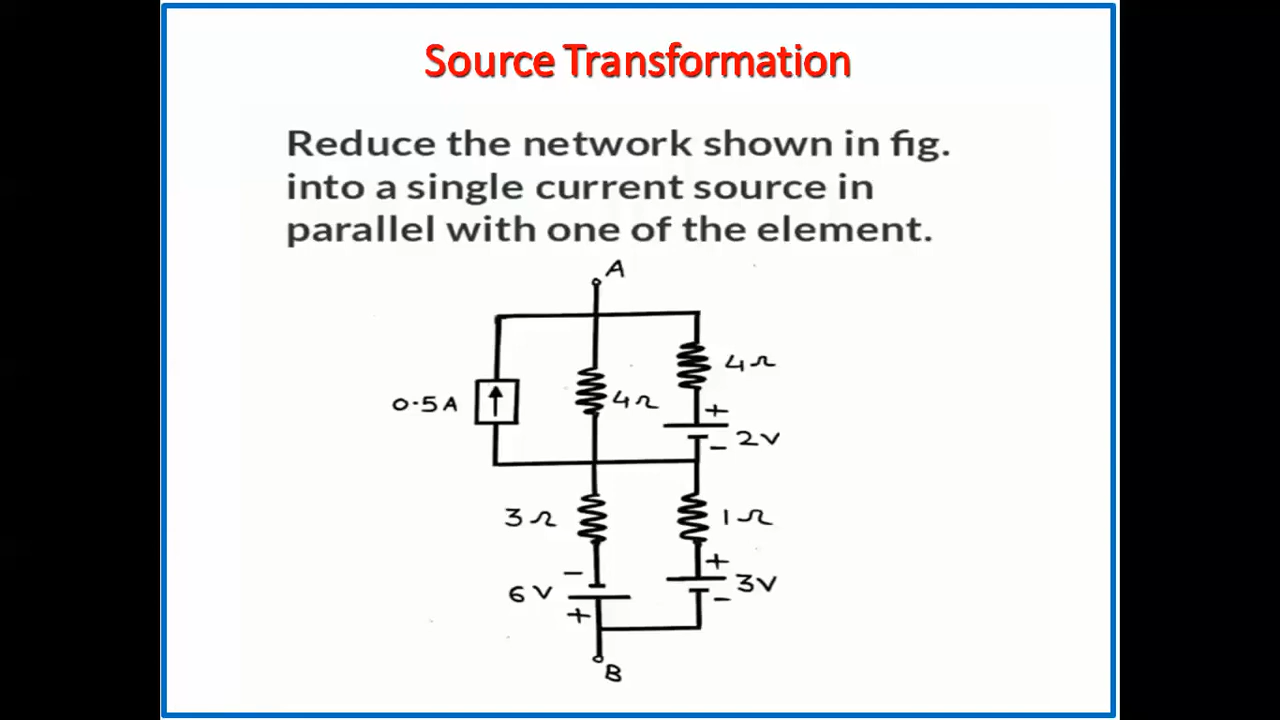 Source Transformation
Reduce the network shown in fig.
into a single current source in
parallel with one of the element.
A
4Ω
0.5A
4Ω
+
2V
-
3Ω
1Ω
-
+
6V
3V
+
-
B